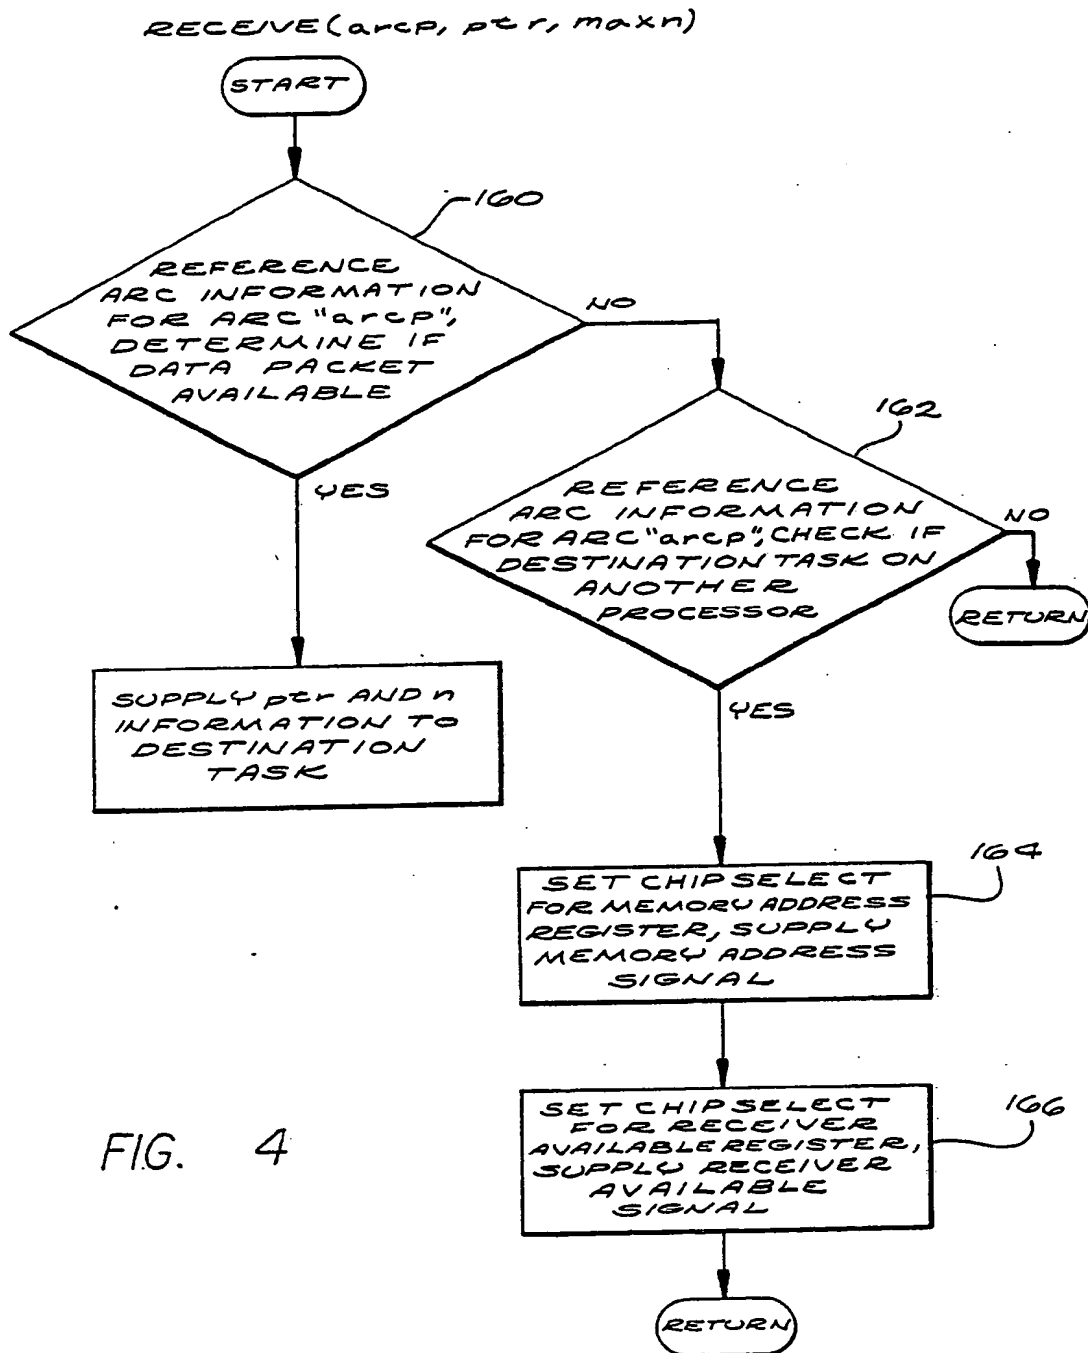 RECEIVE(arcp, ptr, maxn)
START
160
REFERENCE
ARC INFORMATION
FOR ARC "arcp",
DETERMINE IF
DATA PACKET
AVAILABLE
NO
YES
162
REFERENCE
ARC INFORMATION
FOR ARC "arcp", CHECK IF
DESTINATION TASK ON
ANOTHER
PROCESSOR
NO
RETURN
YES
SUPPLY ptr AND n
INFORMATION TO
DESTINATION
TASK
164
SET CHIP SELECT
FOR MEMORY ADDRESS
REGISTER, SUPPLY
MEMORY ADDRESS
SIGNAL
166
SET CHIP SELECT
FOR RECEIVER
AVAILABLE REGISTER,
SUPPLY RECEIVER
AVAILABLE
SIGNAL
RETURN
FIG. 4